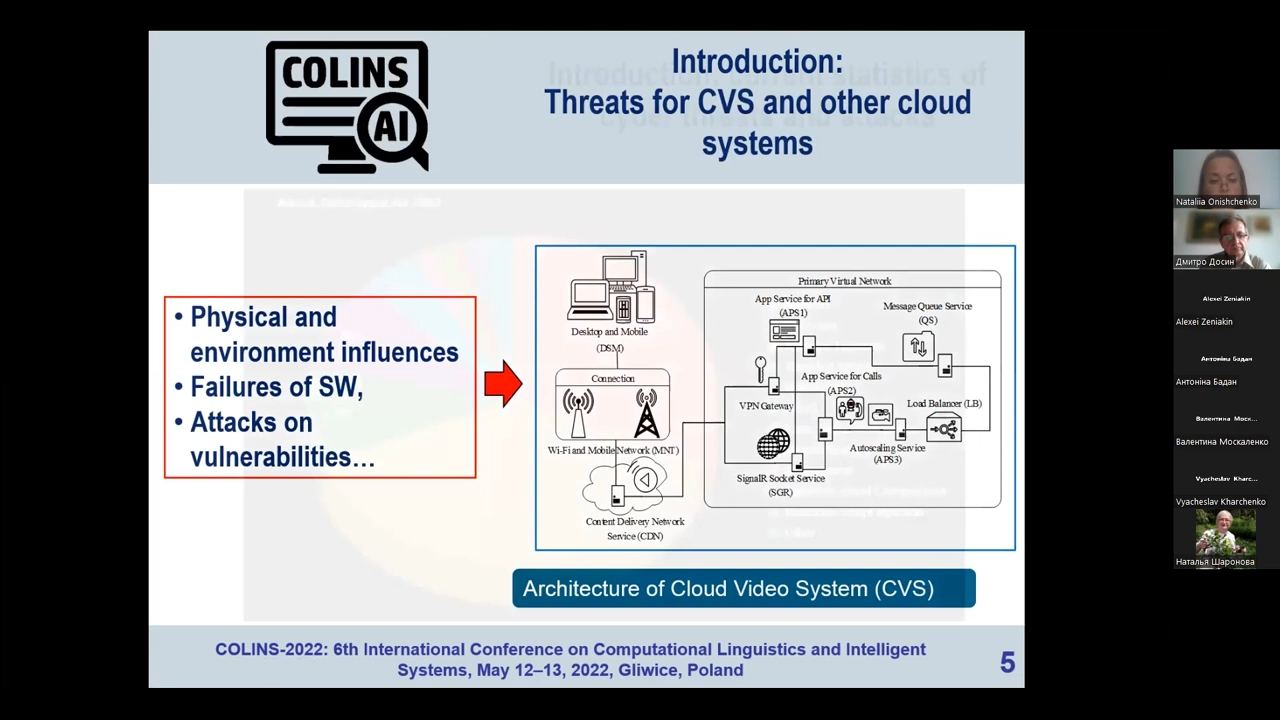 COLINS
AI
Introduction:
Threats for CVS and other cloud
systems
• Physical and
environment influences
• Failures of SW,
• Attacks on
vulnerabilities…
Desktop and Mobile
(DSM)
Connection
Wi-Fi and Mobile Network (MNT)
Content Delivery Network
Service (CDN)
Primary Virtual Network
App Service for API
(APS1)
Message Queue Service
(QS)
App Service for Calls
(APS2)
VPN Gateway
Load Balancer (LB)
Autoscaling Service
(APS3)
SignalR Socket Service
(SGR)
Architecture of Cloud Video System (CVS)
COLINS-2022: 6th International Conference on Computational Linguistics and Intelligent
Systems, May 12–13, 2022, Gliwice, Poland
5
Nataliia Onishchenko
Дмитро Досин
Alexei Zeniakin
Alexei Zeniakin
Антоніна Бадан
Антоніна Бадан
Валентина Моск...
Валентина Москаленко
Vyacheslav Kharc...
Vyacheslav Kharchenko
Наталья Шаронова